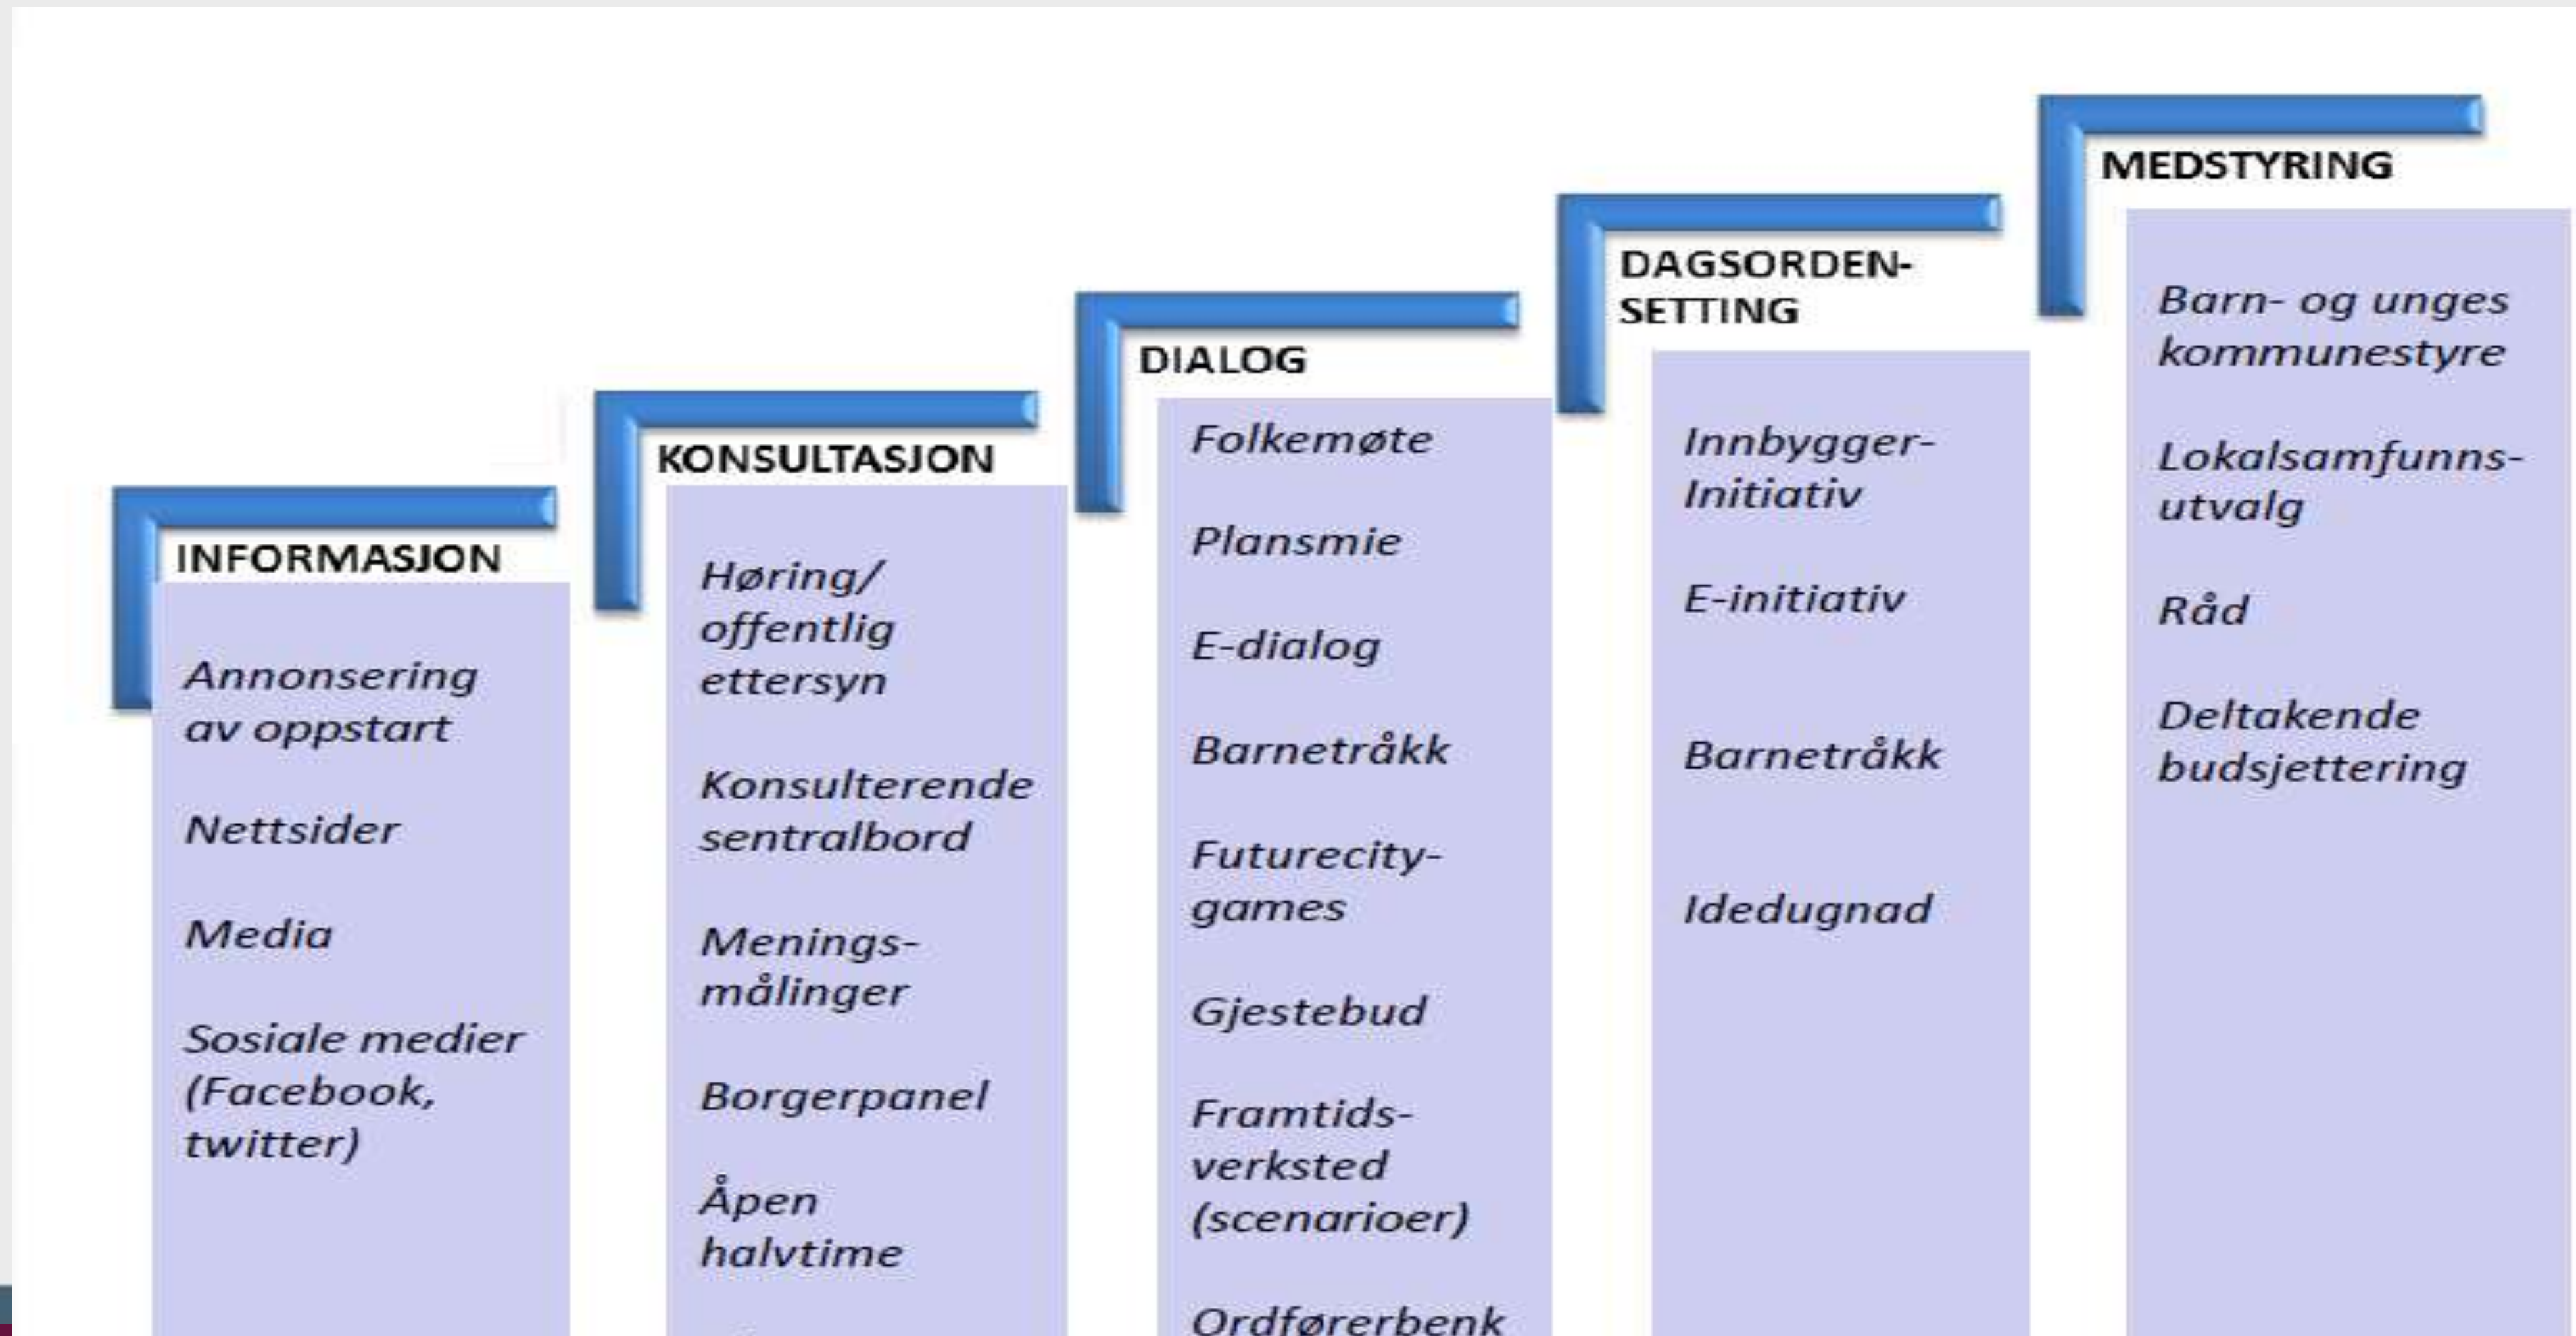 INFORMASJON
Annonsering
av oppstart
Nettsider
Media
Sosiale medier
(Facebook,
twitter)
KONSULTASJON
Høring/
offentlig
ettersyn
Konsulterende
sentralbord
Menings-
målinger
Borgerpanel
Åpen
halvtime
DIALOG
Folkemøte
Plansmie
E-dialog
Barnetråkk
Futurecity-
games
Gjestebud
Framtids-
verksted
(scenarioer)
Ordførerbenk
DAGSORDEN-
SETTING
Innbygger-
Initiativ
E-initiativ
Barnetråkk
Idedugnad
MEDSTYRING
Barn- og unges
kommunestyre
Lokalsamfunns-
utvalg
Råd
Deltakende
budsjettering